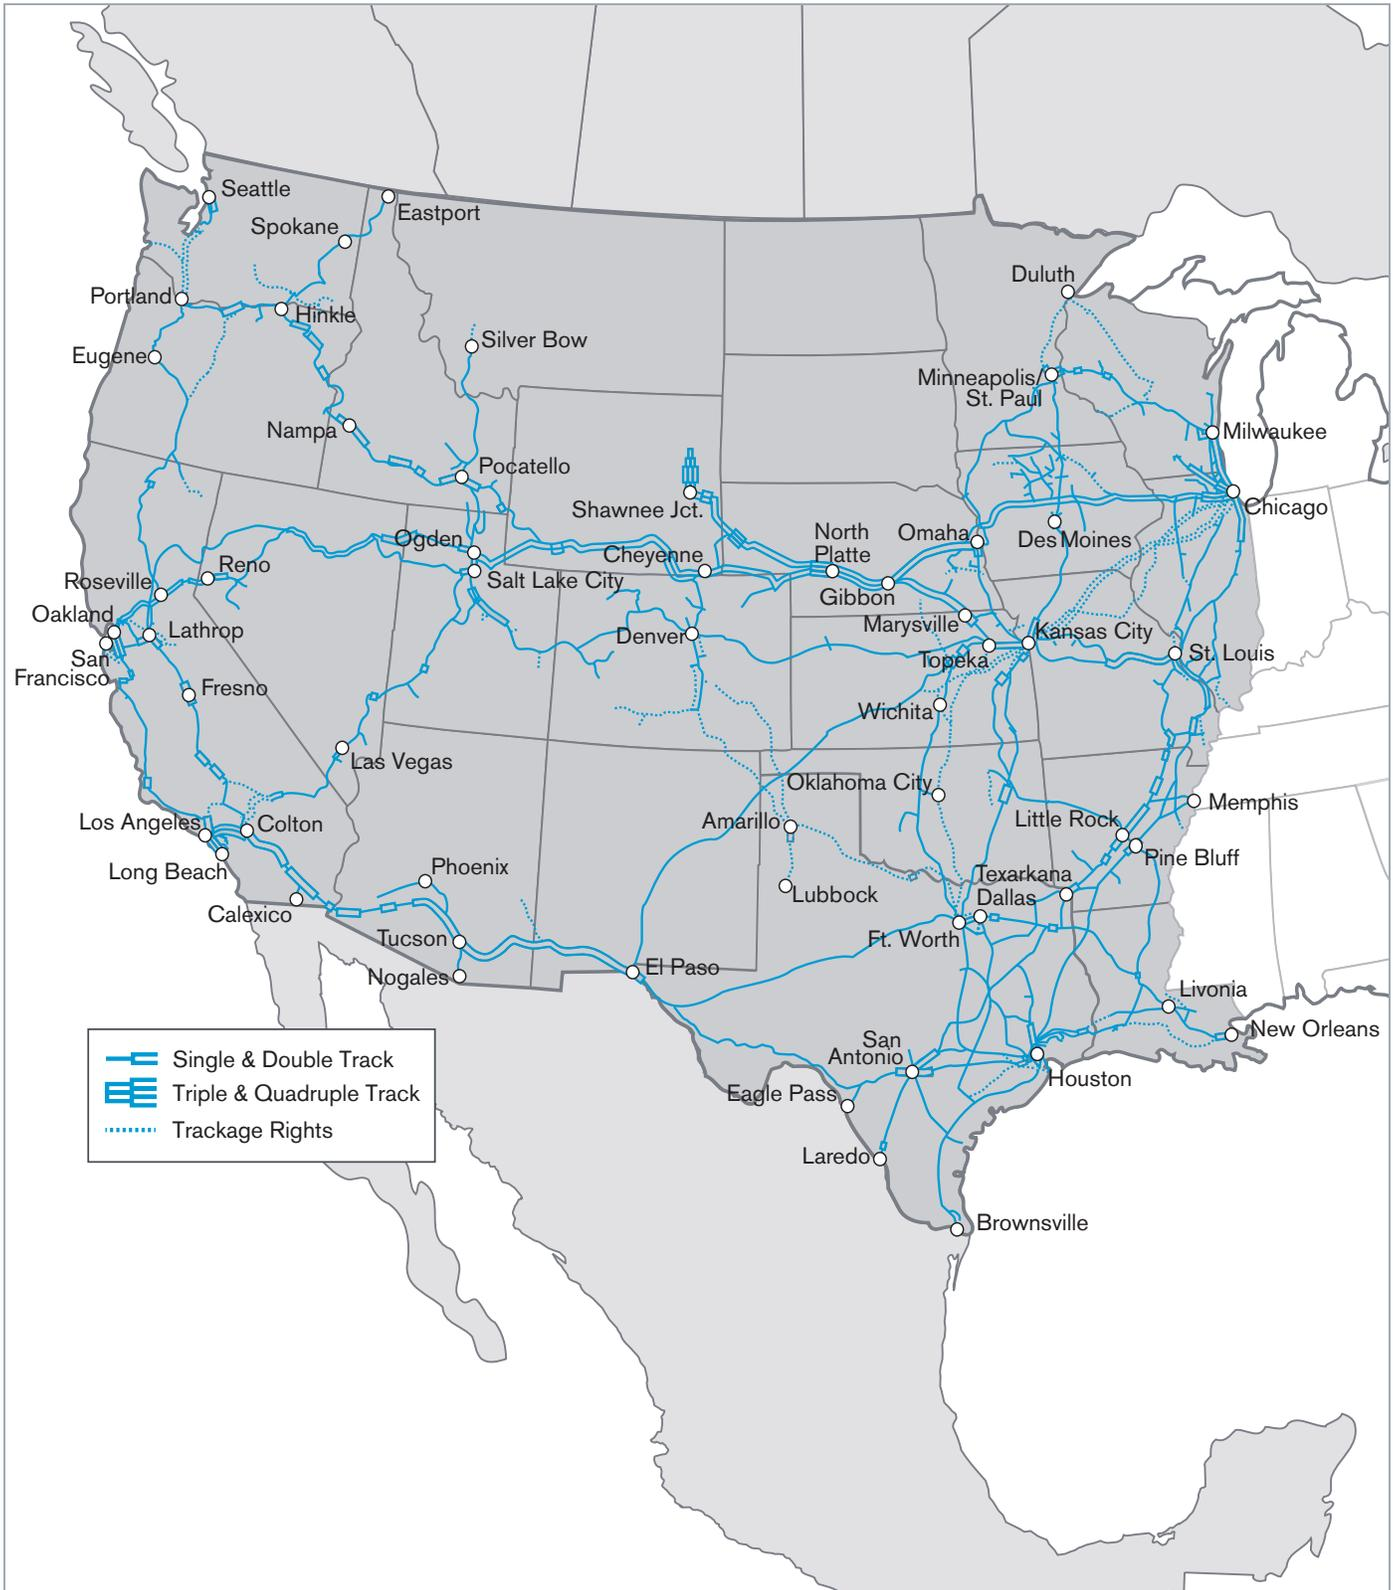 Seattle
Eastport
Spokane
Portland
Hinkle
Duluth
Silver Bow
Eugene
Minneapolis/
St. Paul
Nampa
Milwaukee
Pocatello
Shawnee Jct.
Chicago
Ogden
Cheyenne
North
Platte
Omaha
Des Moines
Reno
Roseville
Salt Lake City
Gibbon
Oakland
Lathrop
Denver
Marysville
Kansas City
Topeka
St. Louis
San
Francisco
Fresno
Wichita
Las Vegas
Oklahoma City
Memphis
Los Angeles
Colton
Amarillo
Little Rock
Pine Bluff
Long Beach
Phoenix
Texarkana
Lubbock
Dallas
Calexico
Tucson
Ft. Worth
Nogales
El Paso
Livonia
New Orleans
San
Antonio
Houston
Eagle Pass
Laredo
Brownsville
Single & Double Track
Triple & Quadruple Track
Trackage Rights